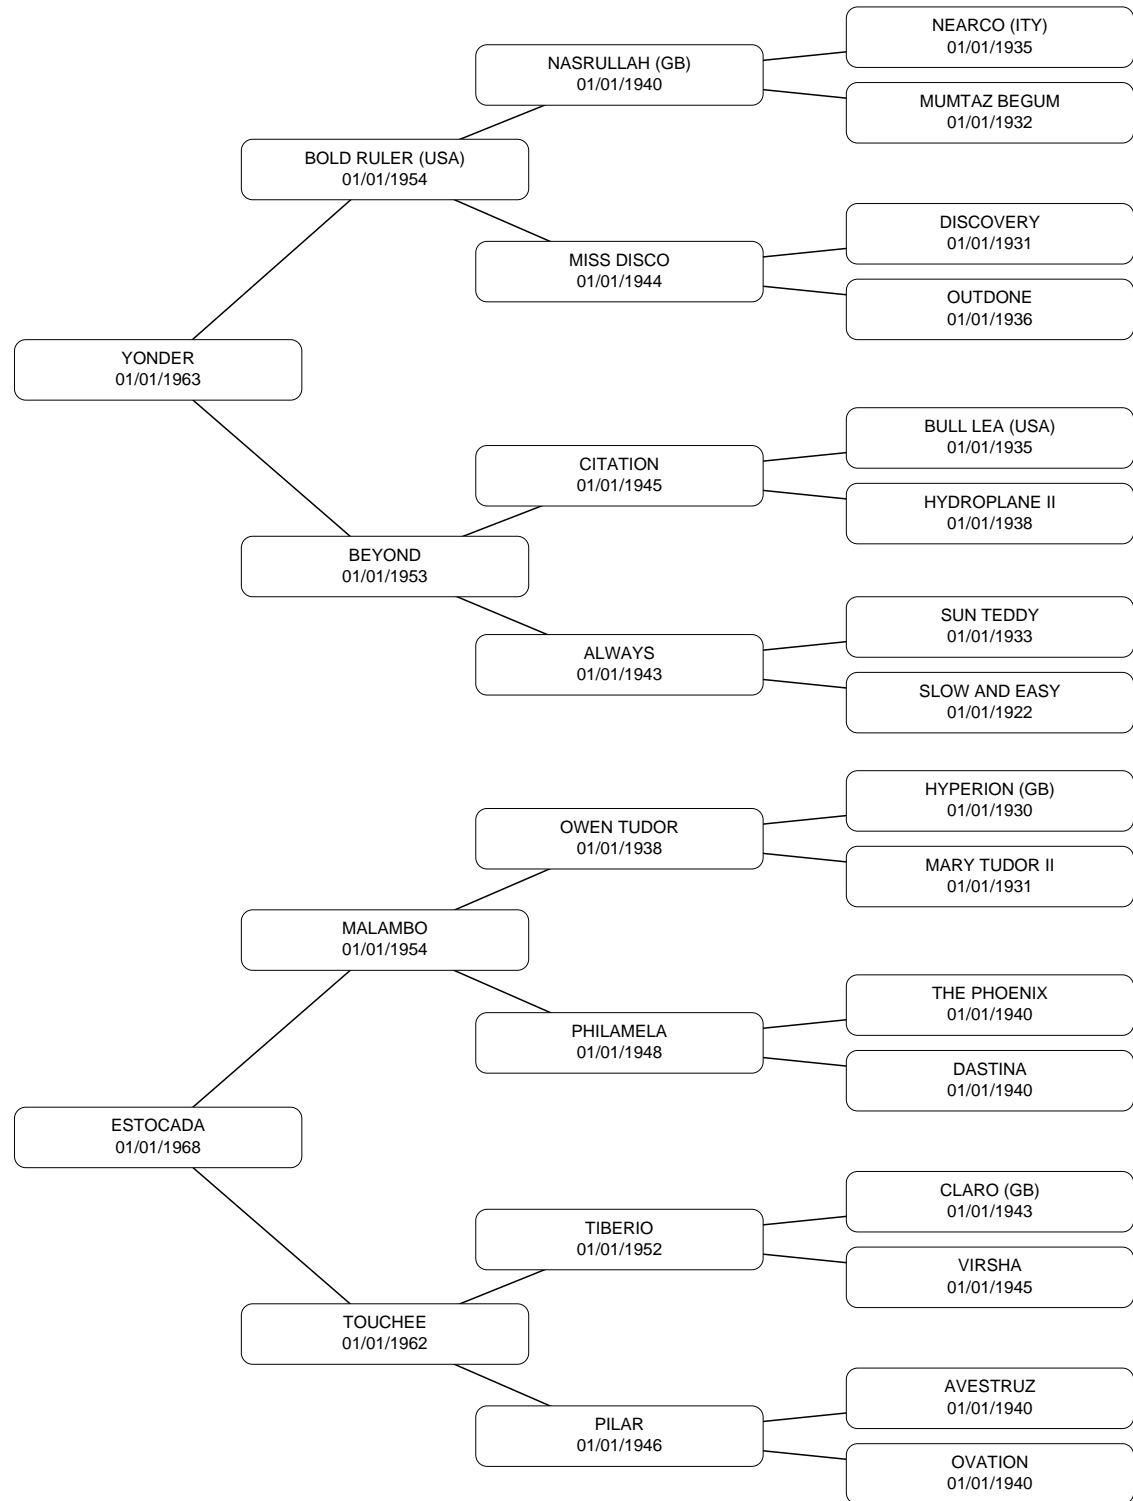 NEARCO (ITY)
01/01/1935
NASRULLAH (GB)
01/01/1940
MUMTAZ BEGUM
01/01/1932
BOLD RULER (USA)
01/01/1954
DISCOVERY
01/01/1931
MISS DISCO
01/01/1944
OUTDONE
01/01/1936
YONDER
01/01/1963
BULL LEA (USA)
01/01/1935
CITATION
01/01/1945
HYDROPLANE II
01/01/1938
BEYOND
01/01/1953
SUN TEDDY
01/01/1933
ALWAYS
01/01/1943
SLOW AND EASY
01/01/1922
HYPERION (GB)
01/01/1930
OWEN TUDOR
01/01/1938
MARY TUDOR II
01/01/1931
MALAMBO
01/01/1954
THE PHOENIX
01/01/1940
PHILAMELA
01/01/1948
DASTINA
01/01/1940
ESTOCADA
01/01/1968
CLARO (GB)
01/01/1943
TIBERIO
01/01/1952
VIRSHA
01/01/1945
TOUCHEE
01/01/1962
AVESTRUZ
01/01/1940
PILAR
01/01/1946
OVATION
01/01/1940